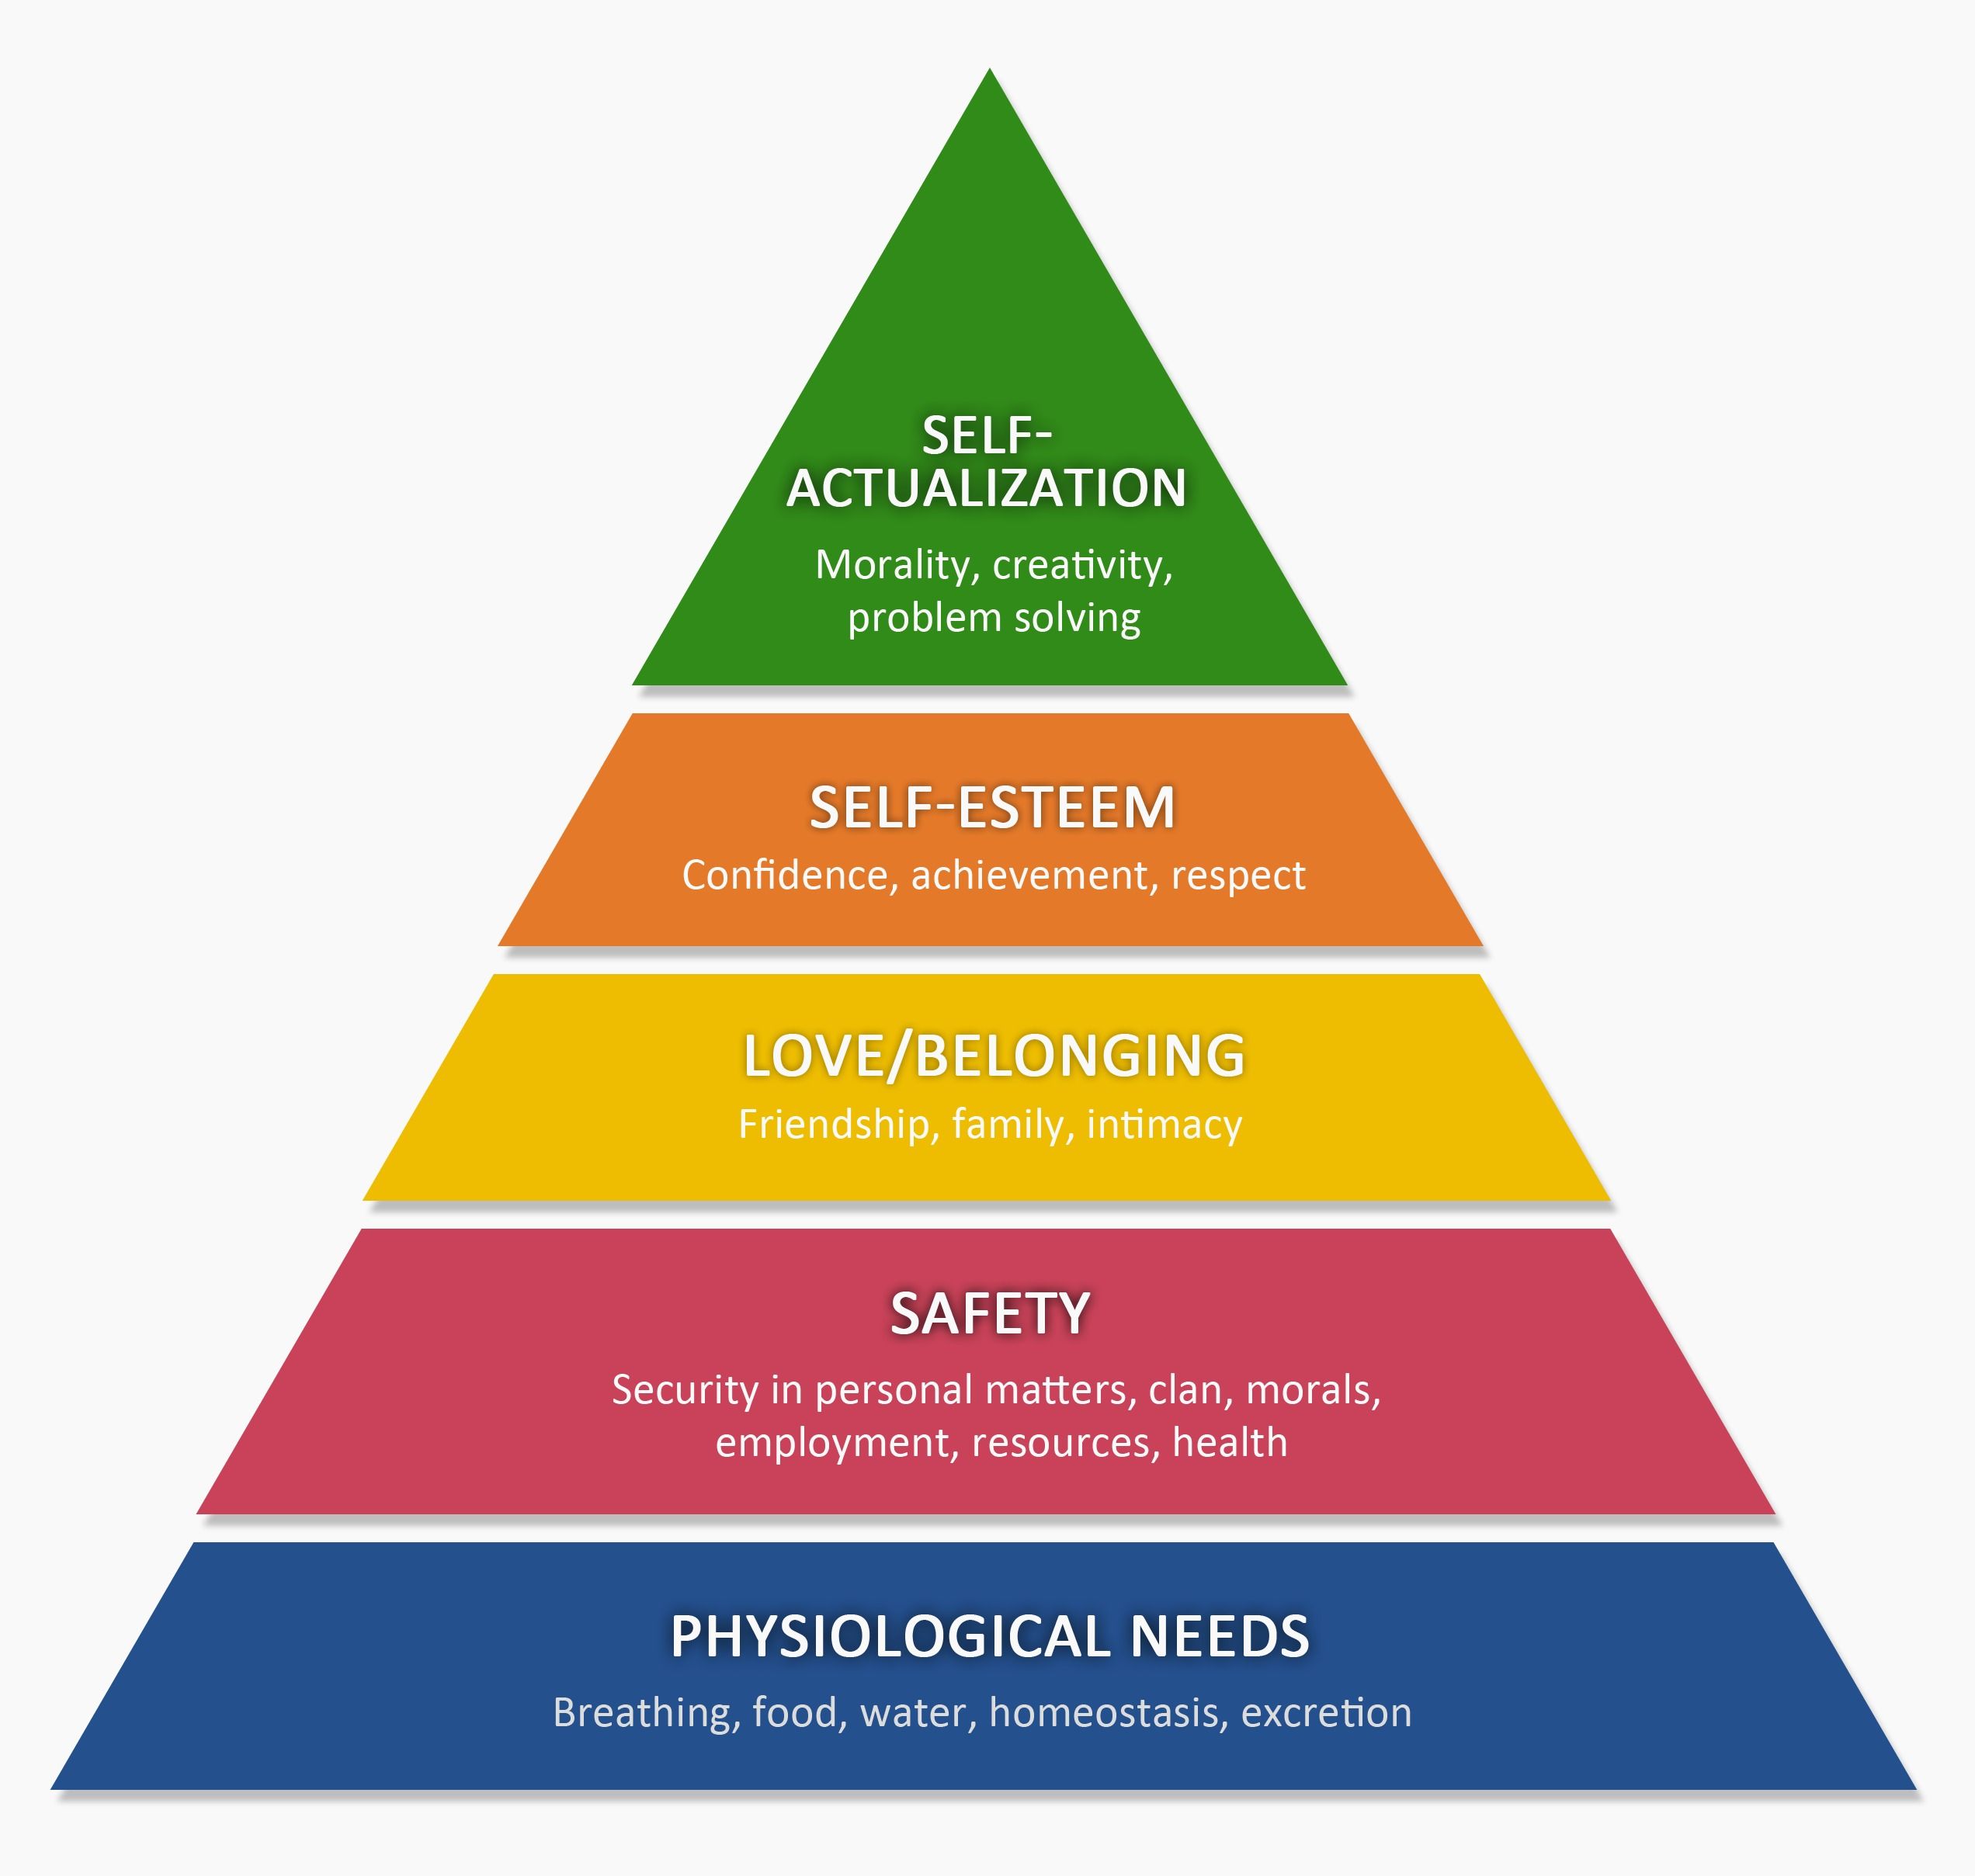 SELF-
ACTUALIZATION
Morality, creativity,
problem solving
SELF-ESTEEM
Confidence, achievement, respect
LOVE/BELONGING
Friendship, family, intimacy
SAFETY
Security in personal matters, clan, morals,
employment, resources, health
PHYSIOLOGICAL NEEDS
Breathing, food, water, homeostasis, excretion